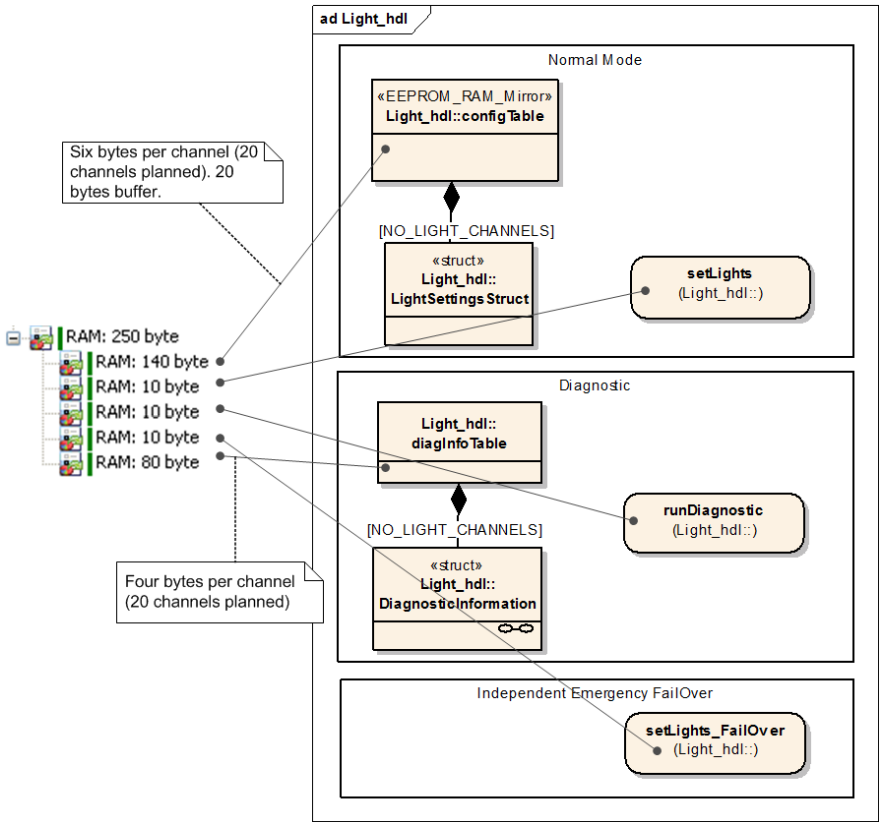 ad Light_hdl
Normal Mode
«EEPROM_RAM_Mirror»
Light_hdl::configTable
Six bytes per channel (20
channels planned). 20
bytes buffer.
[NO_LIGHT_CHANNELS]
«struct»
Light_hdl::
LightSettingsStruct
setLights
(Light_hdl::)
RAM: 250 byte
RAM: 140 byte
RAM: 10 byte
RAM: 10 byte
RAM: 10 byte
RAM: 80 byte
Diagnostic
Light_hdl::
diagInfoTable
[NO_LIGHT_CHANNELS]
runDiagnostic
(Light_hdl::)
«struct»
Light_hdl::
DiagnosticInformation
Four bytes per channel
(20 channels planned)
Independent Emergency FailOver
setLights_FailOver
(Light_hdl::)